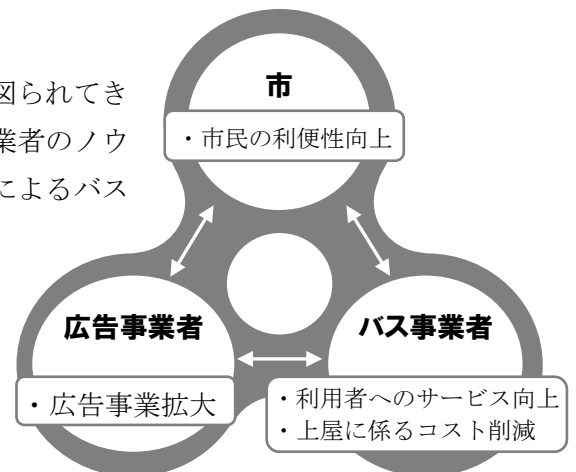 図られてき
業者のノウ
によるバス
市
・市民の利便性向上
広告事業者
・広告事業拡大
バス事業者
・利用者へのサービス向上
・上屋に係るコスト削減